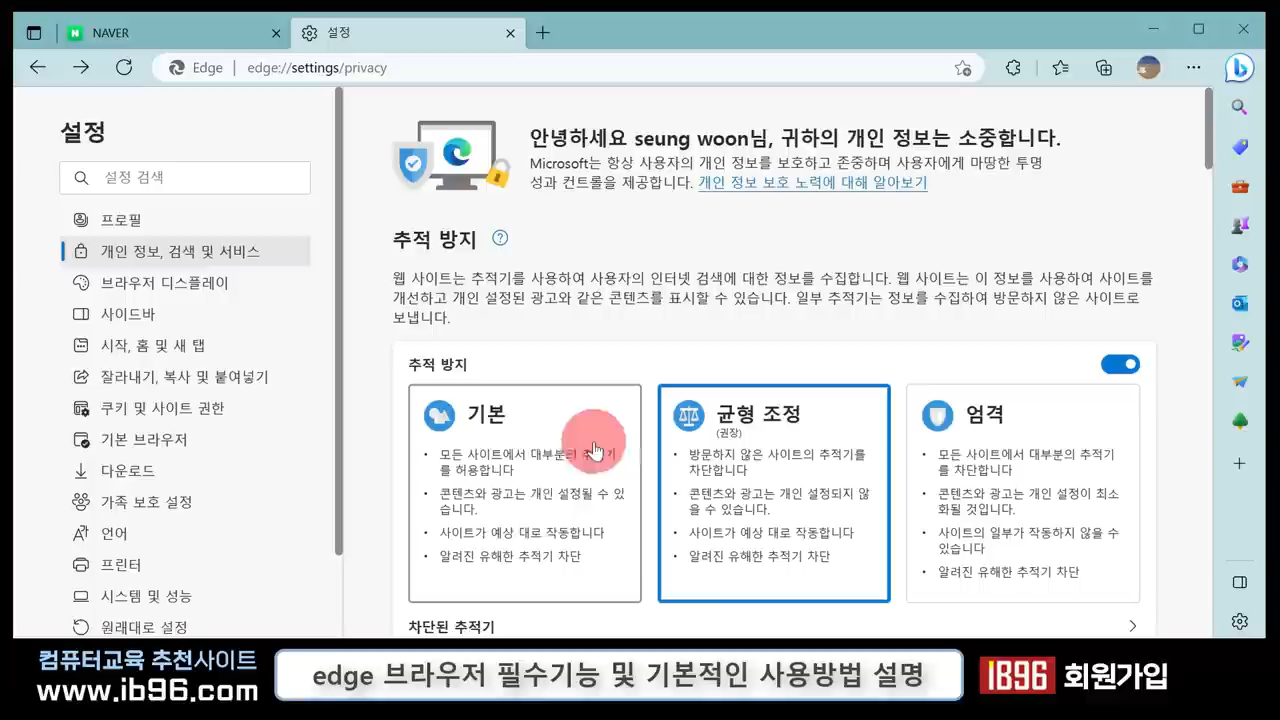 NAVER
설정
Edge
edge://settings/privacy
설정
설정 검색
프로필
개인 정보, 검색 및 서비스
브라우저 디스플레이
사이드바
시작, 홈 및 새 탭
잘라내기, 복사 및 붙여넣기
쿠키 및 사이트 권한
기본 브라우저
다운로드
가족 보호 설정
언어
프린터
시스템 및 성능
원래대로 설정
안녕하세요 seung woon님, 귀하의 개인 정보는 소중합니다.
Microsoft는 항상 사용자의 개인 정보를 보호하고 존중하며 사용자에게 마땅한 투명
성과 컨트롤을 제공합니다. 개인 정보 보호 노력에 대해 알아보기
추적 방지
웹 사이트는 추적기를 사용하여 사용자의 인터넷 검색에 대한 정보를 수집합니다. 웹 사이트는 이 정보를 사용하여 사이트를
개선하고 개인 설정된 광고와 같은 콘텐츠를 표시할 수 있습니다. 일부 추적기는 정보를 수집하여 방문하지 않은 사이트로
보냅니다.
추적 방지
기본
• 모든 사이트에서 대부분의 추적기
를 허용합니다
• 콘텐츠와 광고는 개인 설정될 수 있
습니다.
• 사이트가 예상 대로 작동합니다
• 알려진 유해한 추적기 차단
균형 조정
(권장)
• 방문하지 않은 사이트의 추적기를
차단합니다
• 콘텐츠와 광고는 개인 설정되지 않
을 수 있습니다.
• 사이트가 예상 대로 작동합니다
• 알려진 유해한 추적기 차단
엄격
• 모든 사이트에서 대부분의 추적기
를 차단합니다
• 콘텐츠와 광고는 개인 설정이 최소
화될 것입니다.
• 사이트의 일부가 작동하지 않을 수
있습니다
• 알려진 유해한 추적기 차단
차단된 추적기
컴퓨터교육 추천사이트
www.ib96.com
edge 브라우저 필수기능 및 기본적인 사용방법 설명
IB96 회원가입